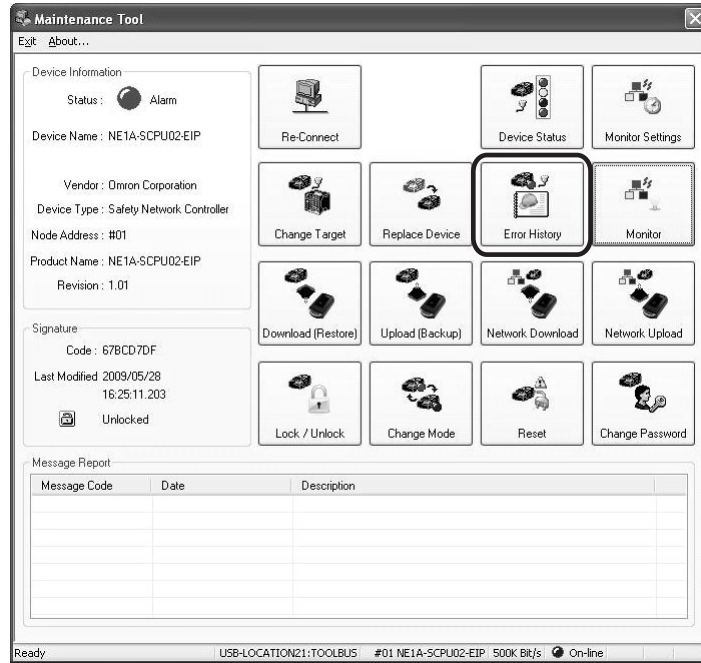 Maintenance Tool
Exit About...
Device Information
Status : Alarm
Device Name : NE1A-SCPU02-EIP
Vendor : Omron Corporation
Device Type : Safety Network Controller
Node Address : #01
Product Name : NE1A-SCPU02-EIP
Revision : 1.01
Signature
Code : 67BCD7DF
Last Modified 2009/05/28
16:25:11.203
Unlocked
Re-Connect
Device Status
Monitor Settings
Change Target
Replace Device
Error History
Monitor
Download (Restore)
Upload (Backup)
Network Download
Network Upload
Lock / Unlock
Change Mode
Reset
Change Password
Message Report
Message Code Date Description
Ready USB-LOCATION21:TOOLBUS #01 NE1A-SCPU02-EIP 500K Bit/s On-line